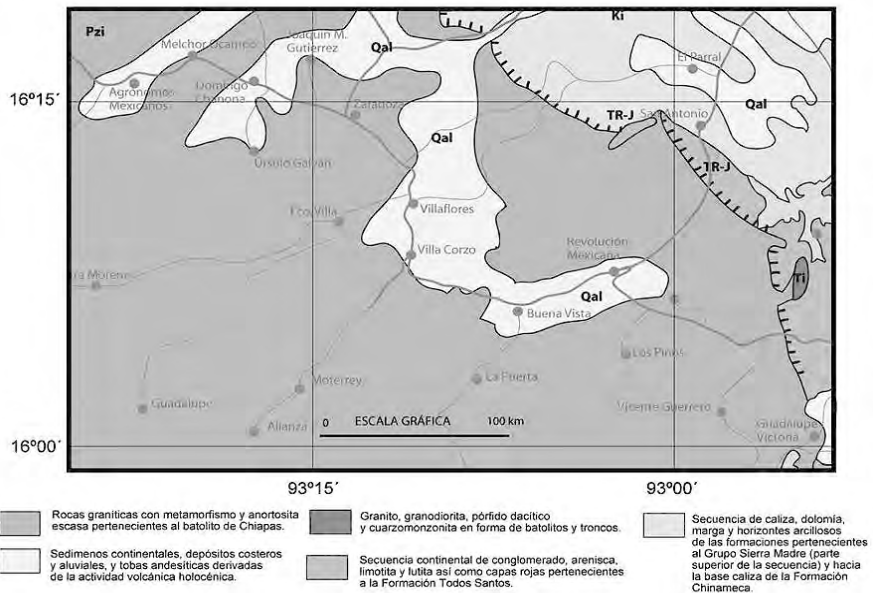 Pzi
Ki
Melchor Ocampo
Joaquin M.
Gutierrez
Qal
El Parral
Agrónomos
Mexicanos
Domingo
Chanona
Zaragoza
16º15´
TR-J
San Antonio
Qal
Qal
Úrsulo Galván
TR-J
Villaflores
Villa Corzo
Revolución
Mexicana
Ti
Qal
Buena Vista
Los Pinos
Moterrey
La Puerta
Guadalupe
Vicente Guerrero
Alianza
0 ESCALA GRÁFICA 100 km
Guadalupe
Victoria
16º00´
93º15´
93º00´
Rocas graníticas con metamorfismo y anortosita
escasa pertenecientes al batolito de Chiapas.
Sedimenos continentales, depósitos costeros
y aluviales, y tobas andesíticas derivadas
de la actividad volcánica holocénica.
Granito, granodiorita, pórfido dacítico
y cuarzomonzonita en forma de batolitos y troncos.
Secuencia continental de conglomerado, arenisca,
limotita y lutita así como capas rojas pertenecientes
a la Formación Todos Santos.
Secuencia de caliza, dolomía,
marga y horizontes arcillosos
de las formaciones pertenecientes
al Grupo Sierra Madre (parte
superior de la secuencia) y hacia
la base caliza de la Formación
Chinameca.